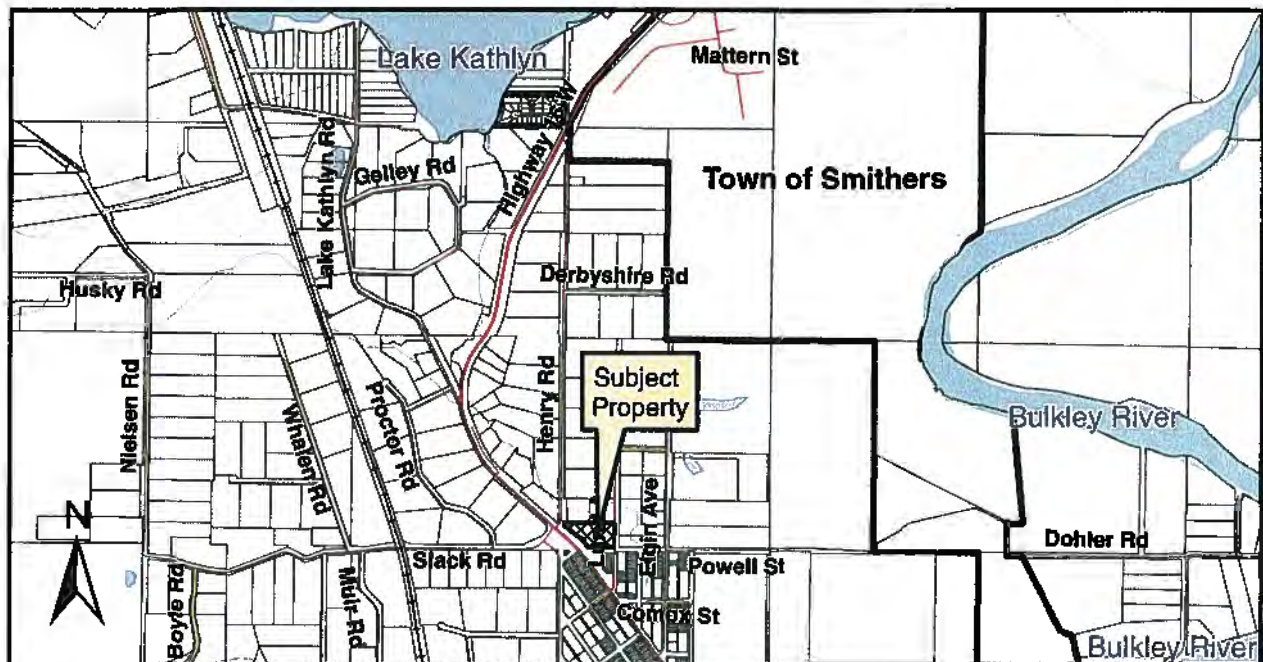 Lake Kathlyn
Mattern St
Lake Kathlyn Rd
Gelley Rd
Highway 16 W
Town of Smithers
Husky Rd
Derbyshire Rd
Nielsen Rd
Whalen Rd
Proctor Rd
Henry Rd
Subject
Property
Bulkley River
Elgin Ave
N
Slack Rd
Powell St
Dohler Rd
Boyle Rd
Muir Rd
Comox St
Bulkley River